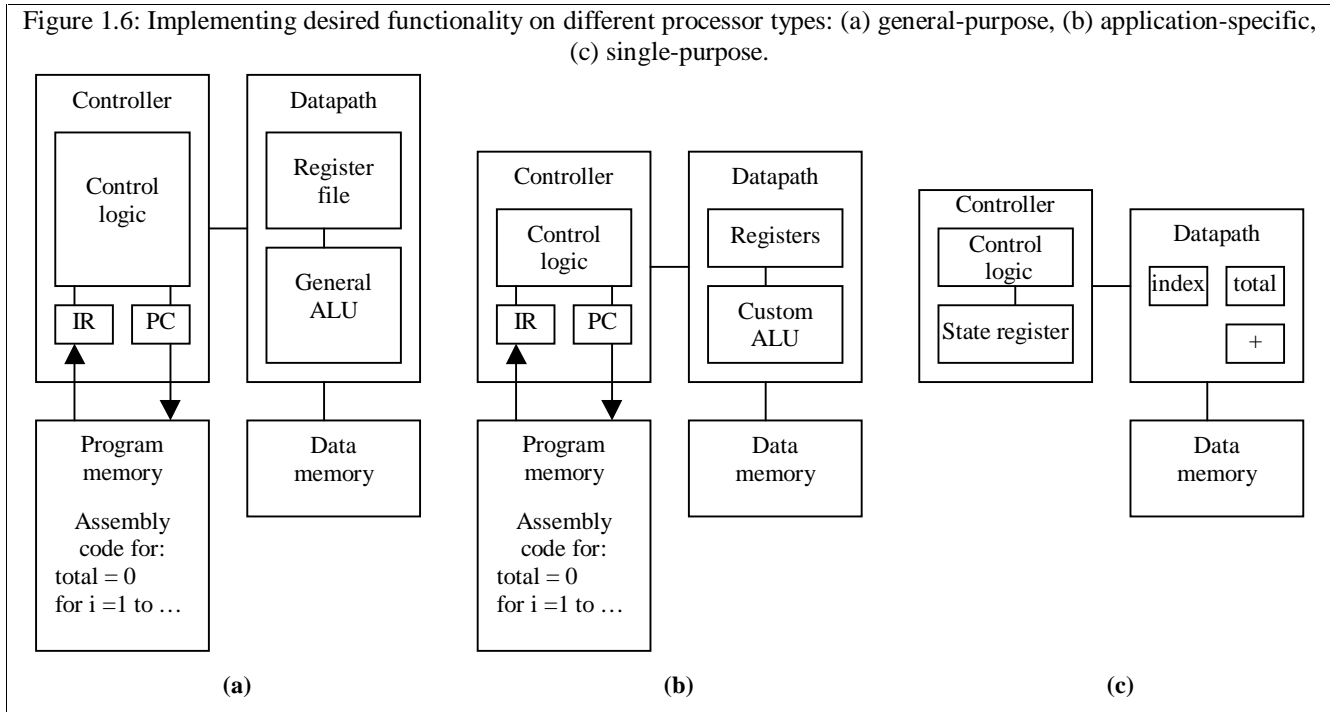 Figure 1.6: Implementing desired functionality on different processor types: (a) general-purpose, (b) application-specific,
(c) single-purpose.
Controller
Control
logic
IR
PC
Datapath
Register
file
General
ALU
Program
memory
Assembly
code for:
total = 0
for i =1 to …
Data
memory
(a)
Controller
Control
logic
IR
PC
Datapath
Registers
Custom
ALU
Program
memory
Assembly
code for:
total = 0
for i =1 to …
Data
memory
(b)
Controller
Control
logic
State register
Datapath
index
total
+
Data
memory
(c)